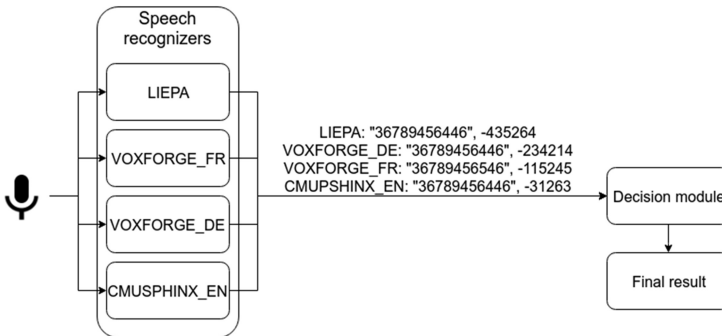 Speech
recognizers
LIEPA
VOXFORGE_FR
VOXFORGE_DE
CMUSPHINX_EN
LIEPA: "36789456446", -435264
VOXFORGE_DE: "36789456446", -234214
VOXFORGE_FR: "36789456546", -115245
CMUPSHINX_EN: "36789456446", -31263
Decision module
Final result